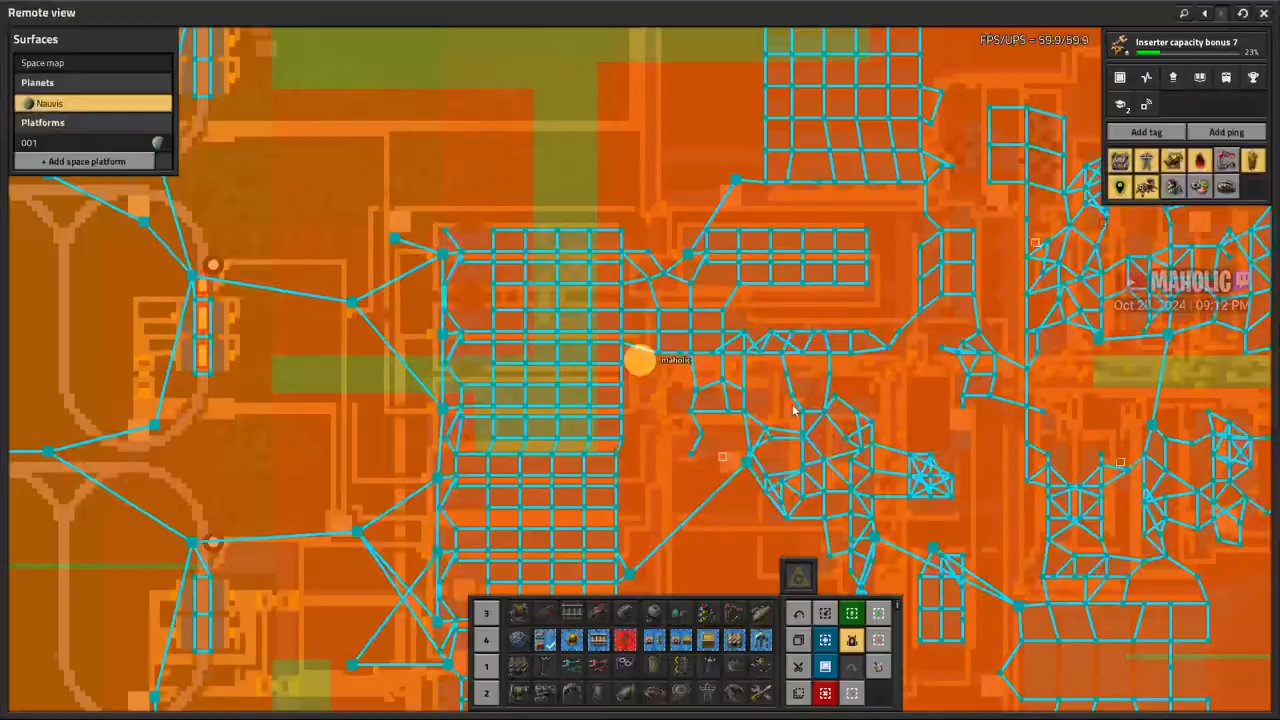 Remote view
Surfaces
Space map
Planets
Nauvis
Platforms
001
+ Add space platform
FPS/UPS = 59.9/59.9
Inserter capacity bonus 7
23%
2
Add tag
Add ping
MAHOLIC
Oct 21, 2024 | 09:12 PM
maholic
3
4
1
2